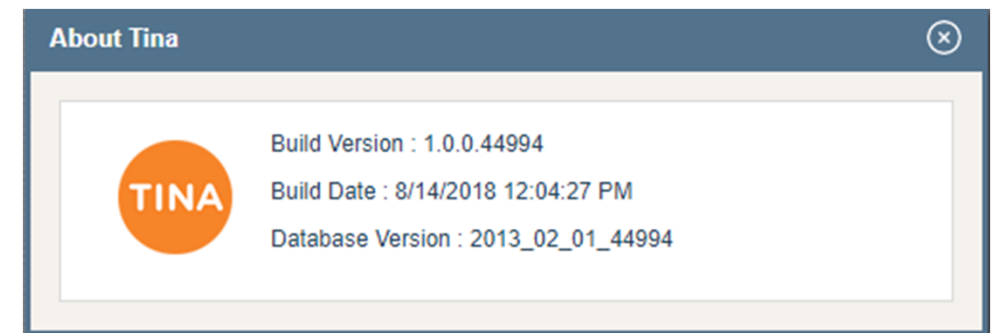 About Tina
TINA
Build Version : 1.0.0.44994
Build Date : 8/14/2018 12:04:27 PM
Database Version : 2013_02_01_44994